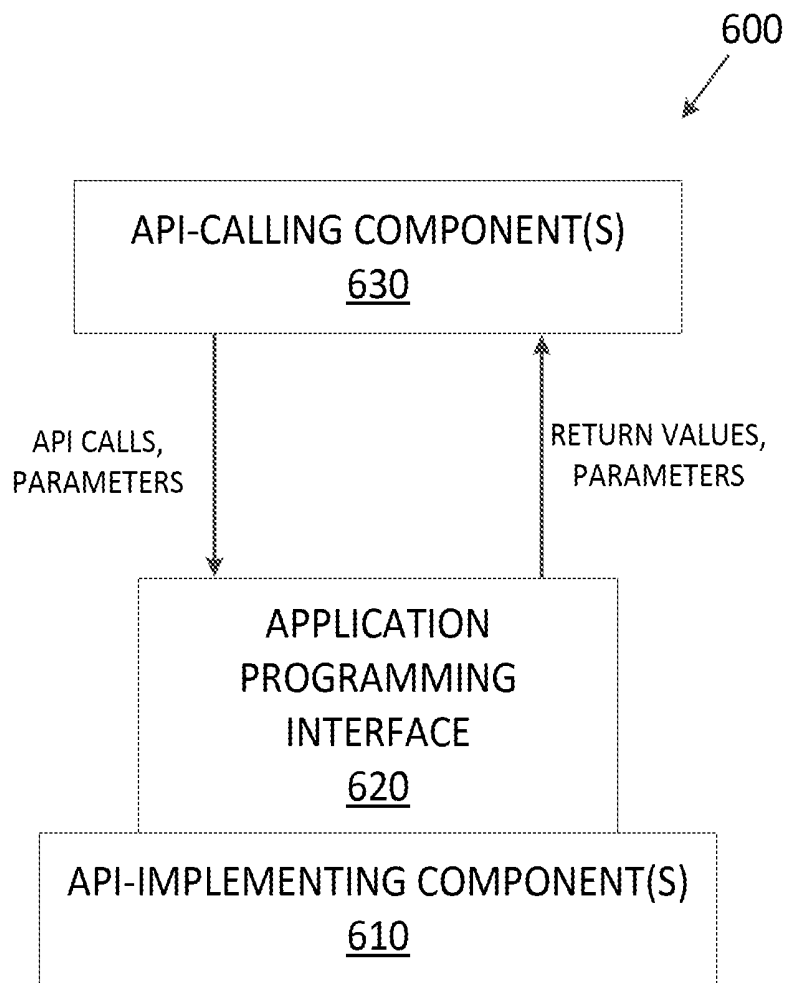 600
API-CALLING COMPONENT(S)
630
API CALLS,
PARAMETERS
RETURN VALUES,
PARAMETERS
APPLICATION
PROGRAMMING
INTERFACE
620
API-IMPLEMENTING COMPONENT(S)
610